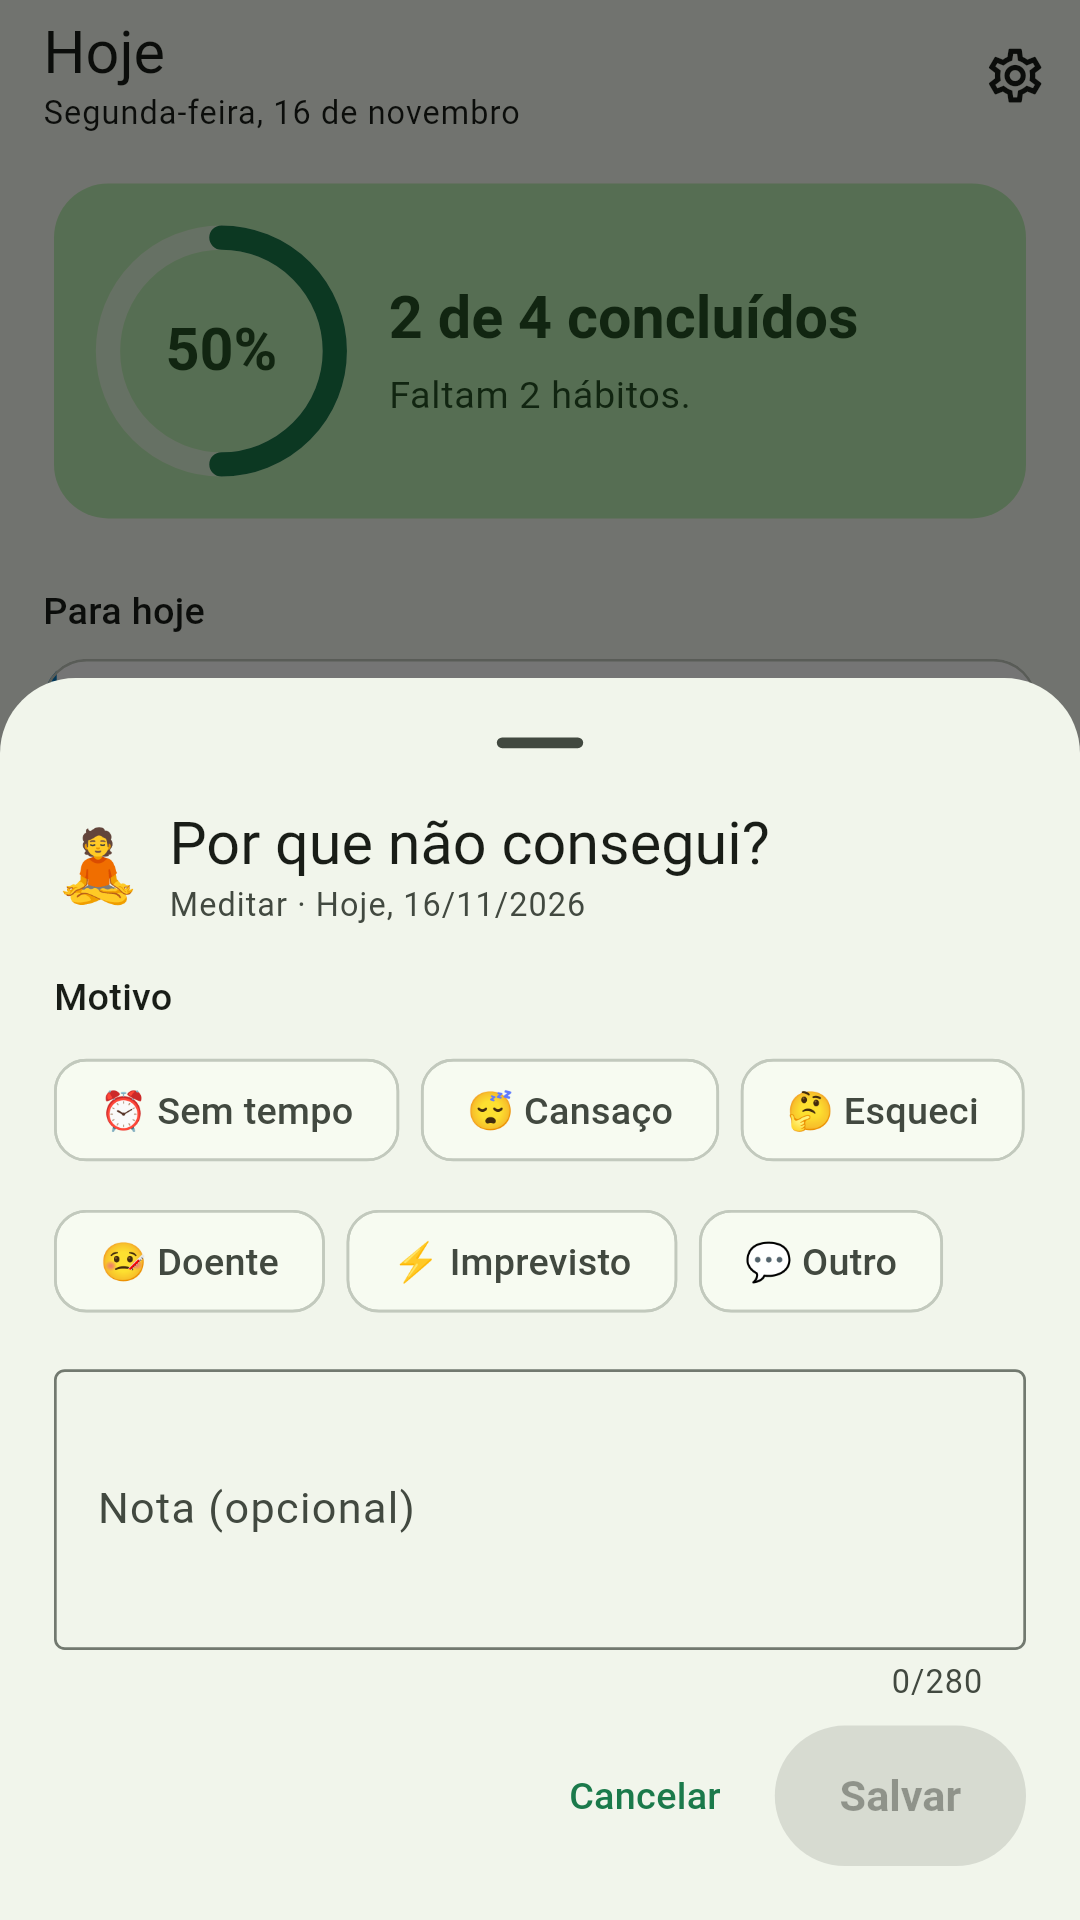 Hoje
Segunda-feira, 16 de novembro
50%
2 de 4 concluídos
Faltam 2 hábitos.
Para hoje
Por que não consegui?
Meditar · Hoje, 16/11/2026
Motivo
⏰ Sem tempo
😴 Cansaço
🤔 Esqueci
🤒 Doente
⚡ Imprevisto
💬 Outro
Nota (opcional)
0/280
Cancelar
Salvar